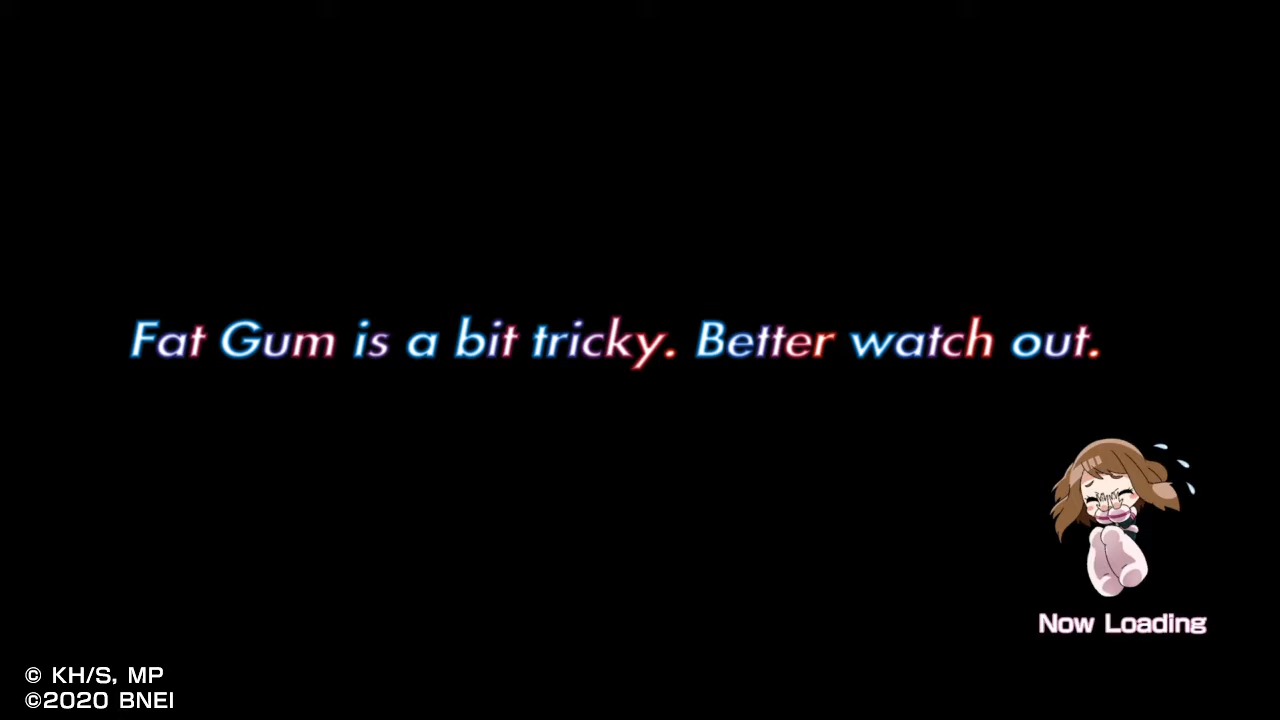 Fat Gum is a bit tricky. Better watch out.
Now Loading
© KH/S, MP
©2020 BNEI